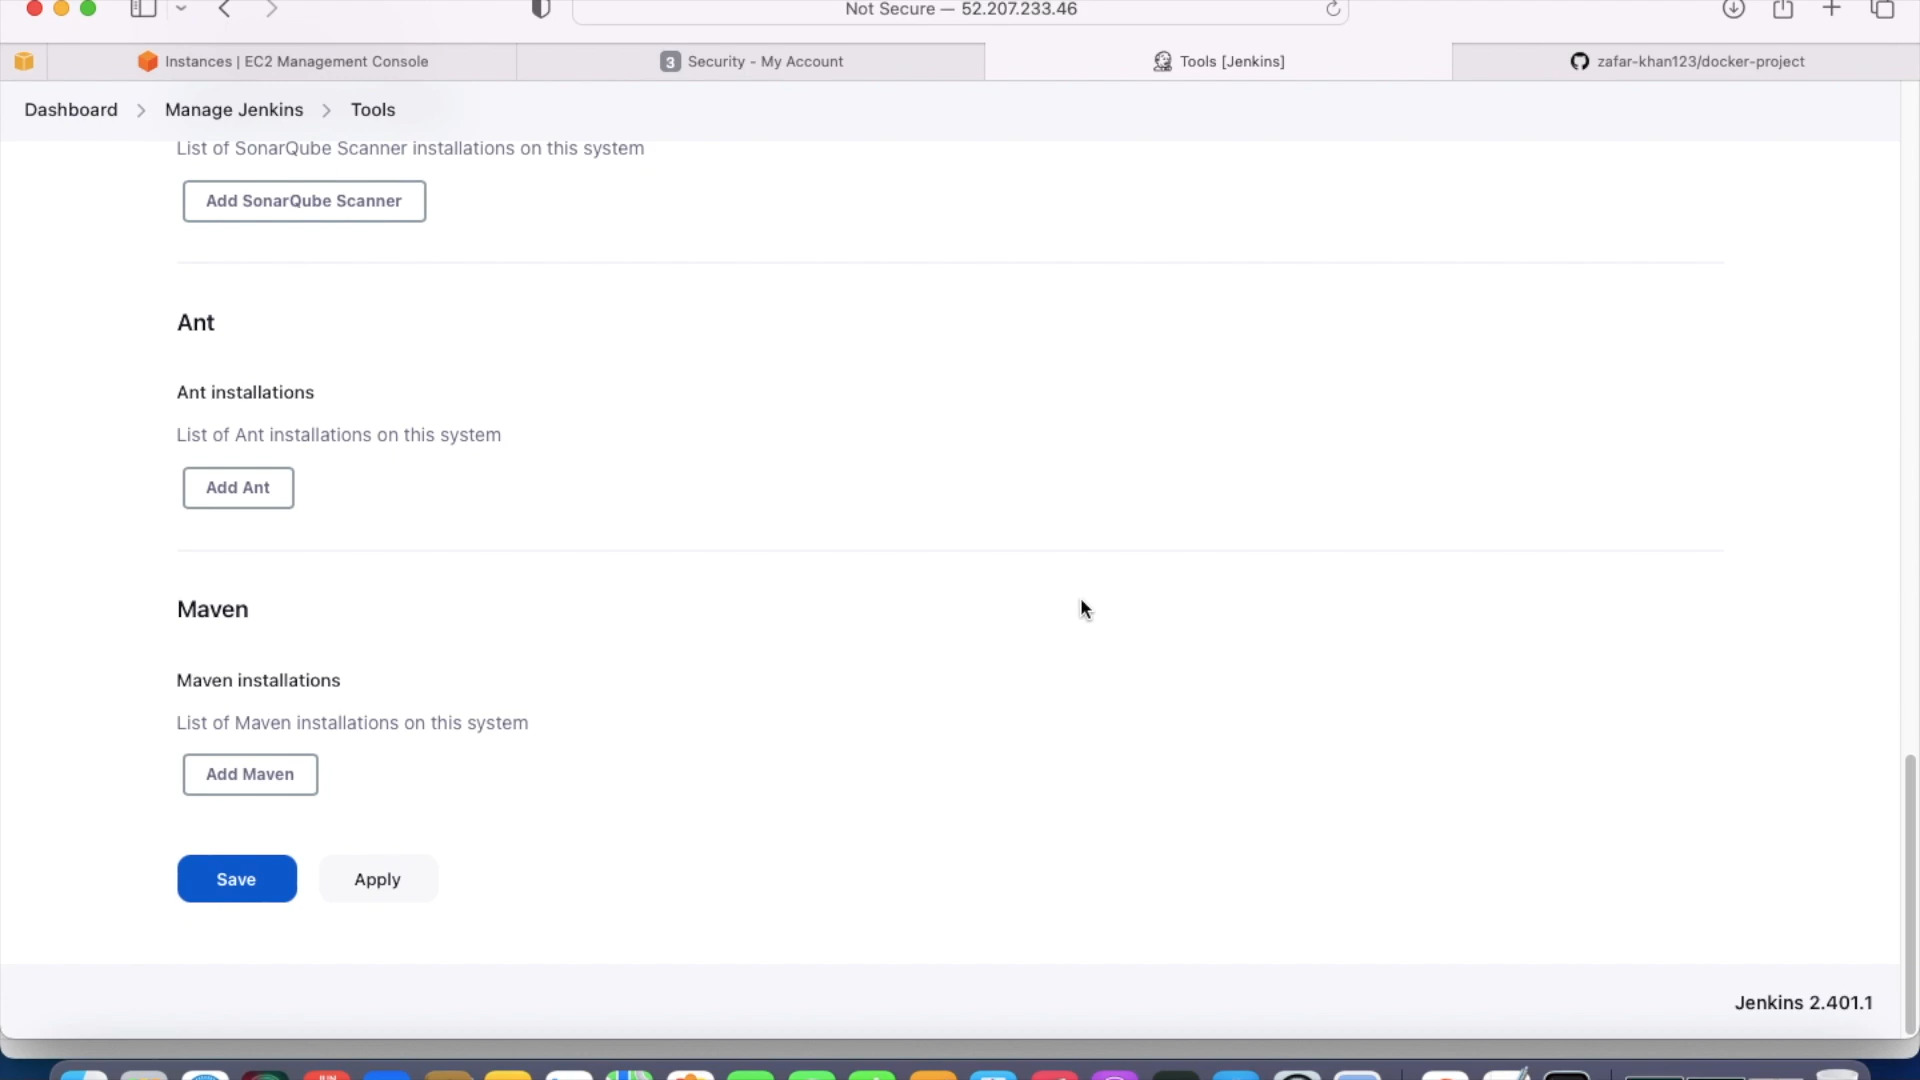 Not Secure — 52.207.233.46
Instances | EC2 Management Console
3 Security - My Account
Tools [Jenkins]
zafar-khan123/docker-project
Dashboard > Manage Jenkins > Tools
List of SonarQube Scanner installations on this system
Add SonarQube Scanner
Ant
Ant installations
List of Ant installations on this system
Add Ant
Maven
Maven installations
List of Maven installations on this system
Add Maven
Save Apply
Jenkins 2.401.1
JUN